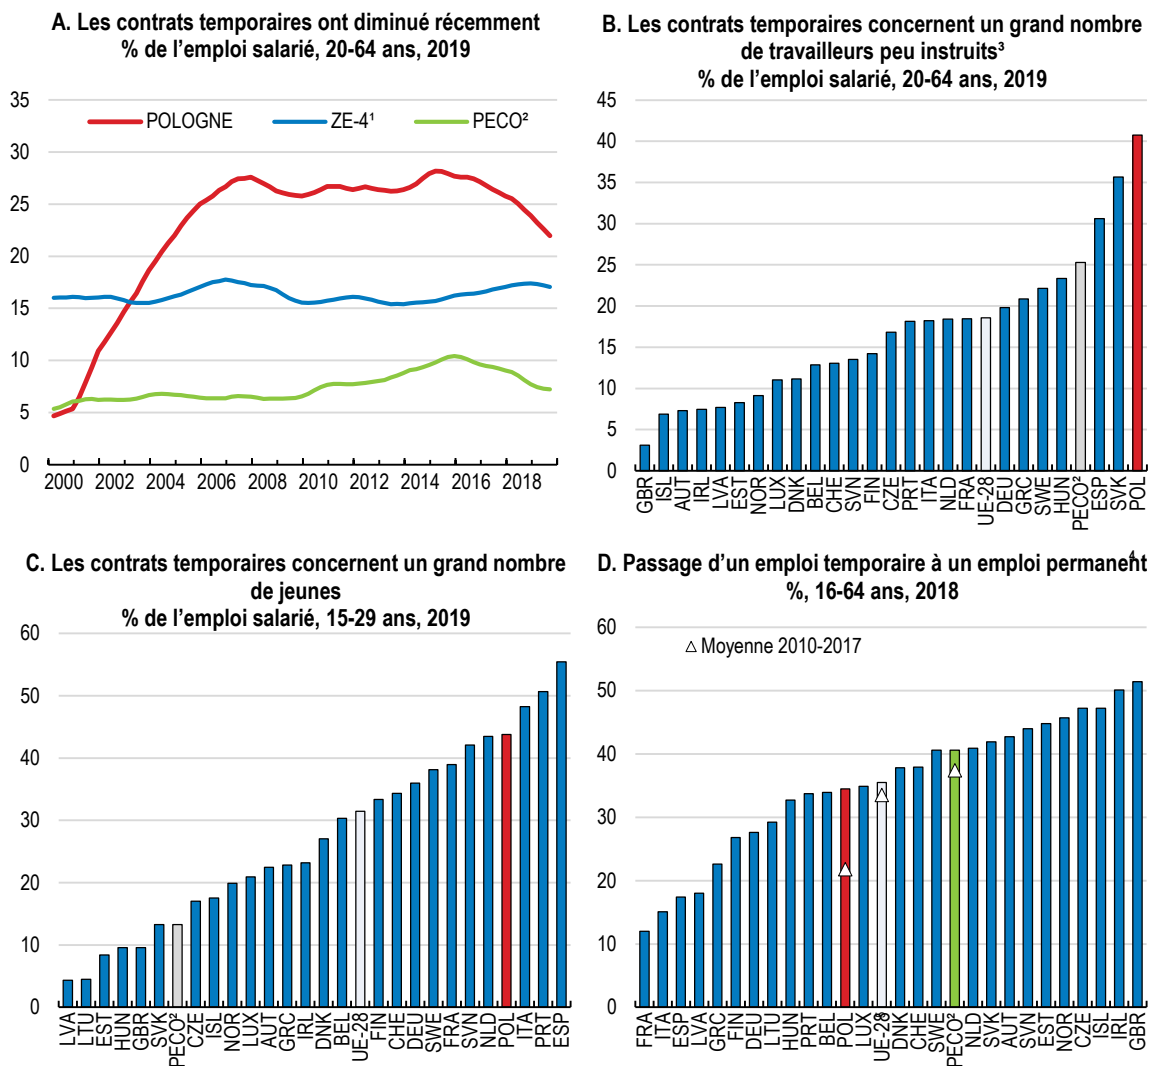 A. Les contrats temporaires ont diminué récemment
% de l'emploi salarié, 20-64 ans, 2019
35
POLOGNE ZE-4¹ PECO²
30
25
20
15
10
5
0
2000 2002 2004 2006 2008 2010 2012 2014 2016 2018
B. Les contrats temporaires concernent un grand nombre
de travailleurs peu instruits³
% de l'emploi salarié, 20-64 ans, 2019
45
40
35
30
25
20
15
10
5
0
GBR ISL AUT IRL LVA EST NOR LUX DNK BEL CHE SVN FIN CZE PRT ITA NLD FRA UE-28 DEU GRC SWE HUN PECO² ESP SVK POL
C. Les contrats temporaires concernent un grand nombre
de jeunes
% de l'emploi salarié, 15-29 ans, 2019
60
50
40
30
20
10
0
LVA LTU EST HUN GBR SVK PECO² CZE ISL NOR LUX AUT GRC IRL DNK BEL UE-28 FIN CHE DEU SWE FRA SVN NLD POL ITA PRT ESP
D. Passage d'un emploi temporaire à un emploi permanent⁴
%, 16-64 ans, 2018
60
Moyenne 2010-2017
50
40
30
20
10
0
FRA ITA ESP LVA GRC FIN DEU LTU HUN PRT BEL POL LUX UE-28 DNK CHE SWE PECO² NLD SVK AUT SVN EST NOR CZE ISL IRL GBR